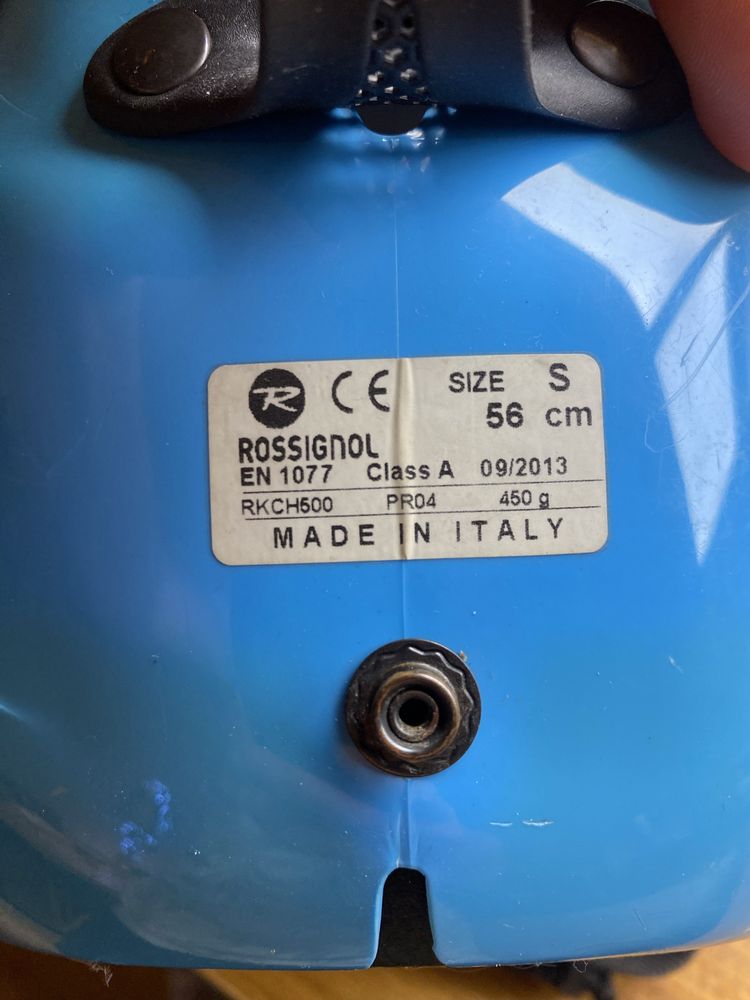 R CE SIZE S
56 cm
ROSSIGNOL
EN 1077 Class A 09/2013
RKCH500 PR04 450 g
MADE IN ITALY